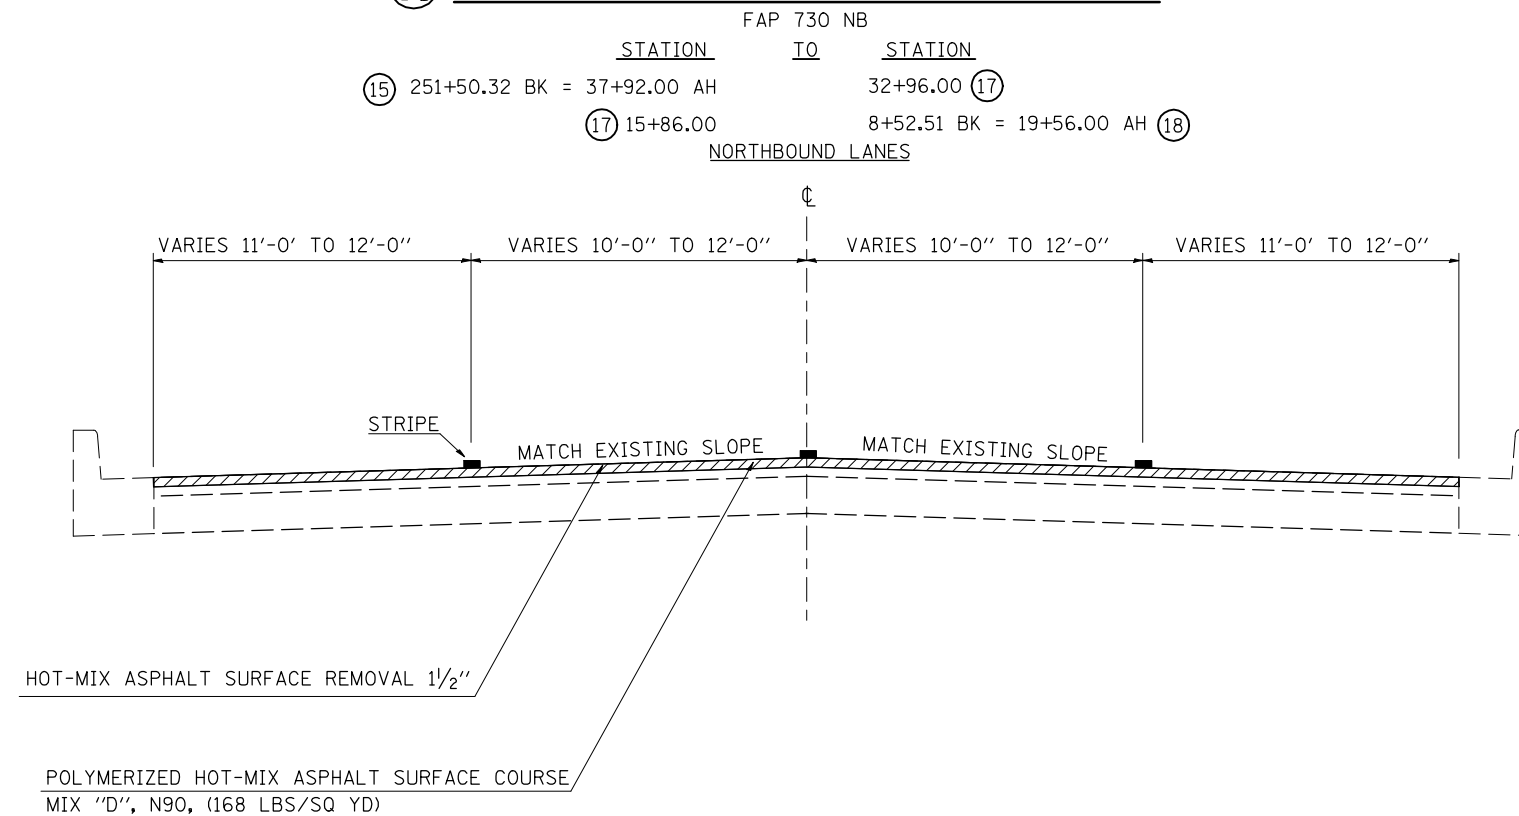 FAP 730 NB
STATION TO STATION
15 251+50.32 BK = 37+92.00 AH 32+96.00 17
17 15+86.00 8+52.51 BK = 19+56.00 AH 18
NORTHBOUND LANES
℄
VARIES 11'-0' TO 12'-0" VARIES 10'-0" TO 12'-0" VARIES 10'-0" TO 12'-0" VARIES 11'-0' TO 12'-0"
STRIPE
MATCH EXISTING SLOPE MATCH EXISTING SLOPE
HOT-MIX ASPHALT SURFACE REMOVAL 1 1/2"
POLYMERIZED HOT-MIX ASPHALT SURFACE COURSE
MIX "D", N90, (168 LBS/SQ YD)